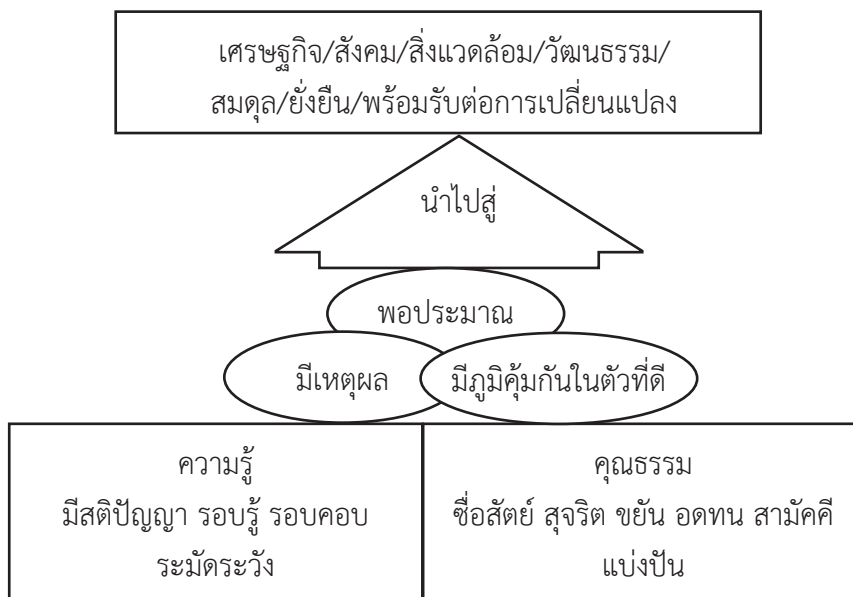 เศรษฐกิจ/สังคม/สิ่งแวดล้อม/วัฒนธรรม/
สมดุล/ยั่งยืน/พร้อมรับต่อการเปลี่ยนแปลง
นำไปสู่
พอประมาณ
มีเหตุผล
มีภูมิคุ้มกันในตัวที่ดี
ความรู้
มีสติปัญญา รอบรู้ รอบคอบ
ระมัดระวัง
คุณธรรม
ซื่อสัตย์ สุจริต ขยัน อดทน สามัคคี
แบ่งปัน